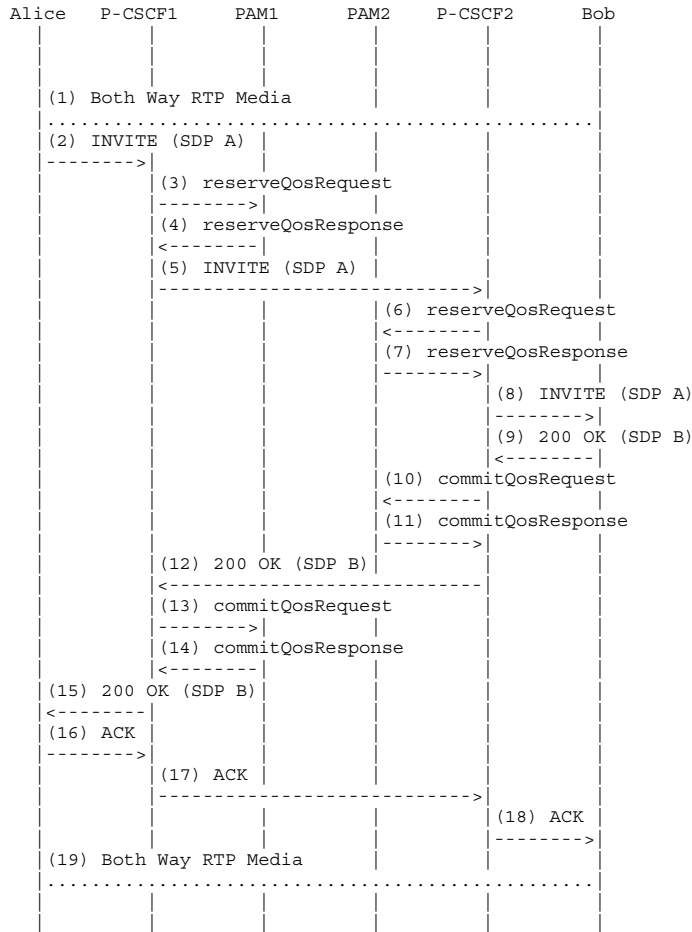 Alice P-CSCF1 PAM1 PAM2 P-CSCF2 Bob
(1) Both Way RTP Media
(2) INVITE (SDP A)
(3) reserveQosRequest
(4) reserveQosResponse
(5) INVITE (SDP A)
(6) reserveQosRequest
(7) reserveQosResponse
(8) INVITE (SDP A)
(9) 200 OK (SDP B)
(10) commitQosRequest
(11) commitQosResponse
(12) 200 OK (SDP B)
(13) commitQosRequest
(14) commitQosResponse
(15) 200 OK (SDP B)
(16) ACK
(17) ACK
(18) ACK
(19) Both Way RTP Media